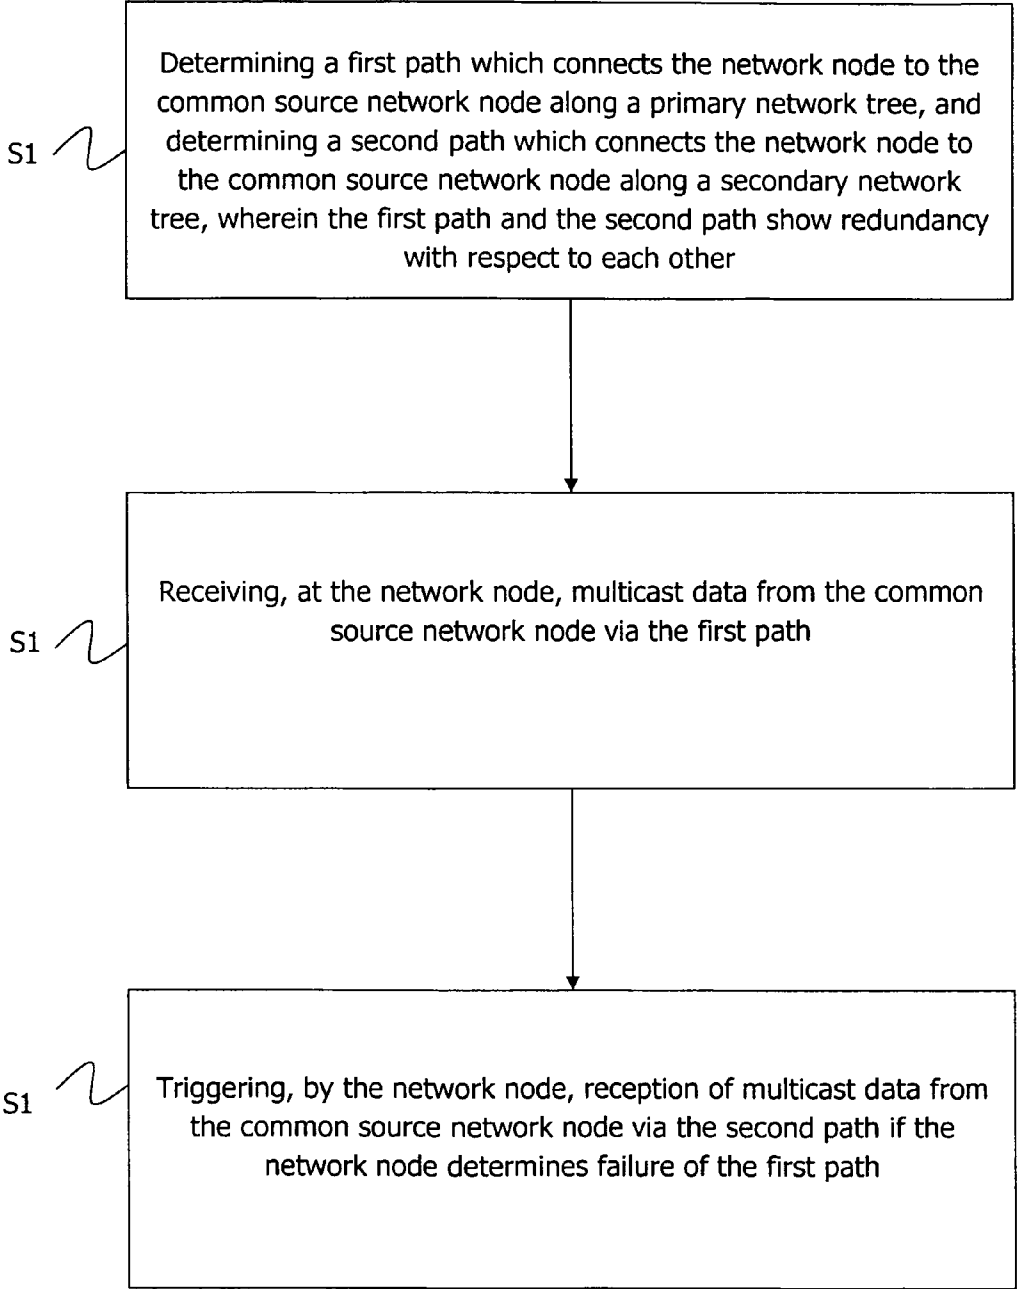 Determining a first path which connects the network node to the
common source network node along a primary network tree, and
determining a second path which connects the network node to
the common source network node along a secondary network
tree, wherein the first path and the second path show redundancy
with respect to each other
S1
Receiving, at the network node, multicast data from the common
source network node via the first path
S1
Triggering, by the network node, reception of multicast data from
the common source network node via the second path if the
network node determines failure of the first path
S1